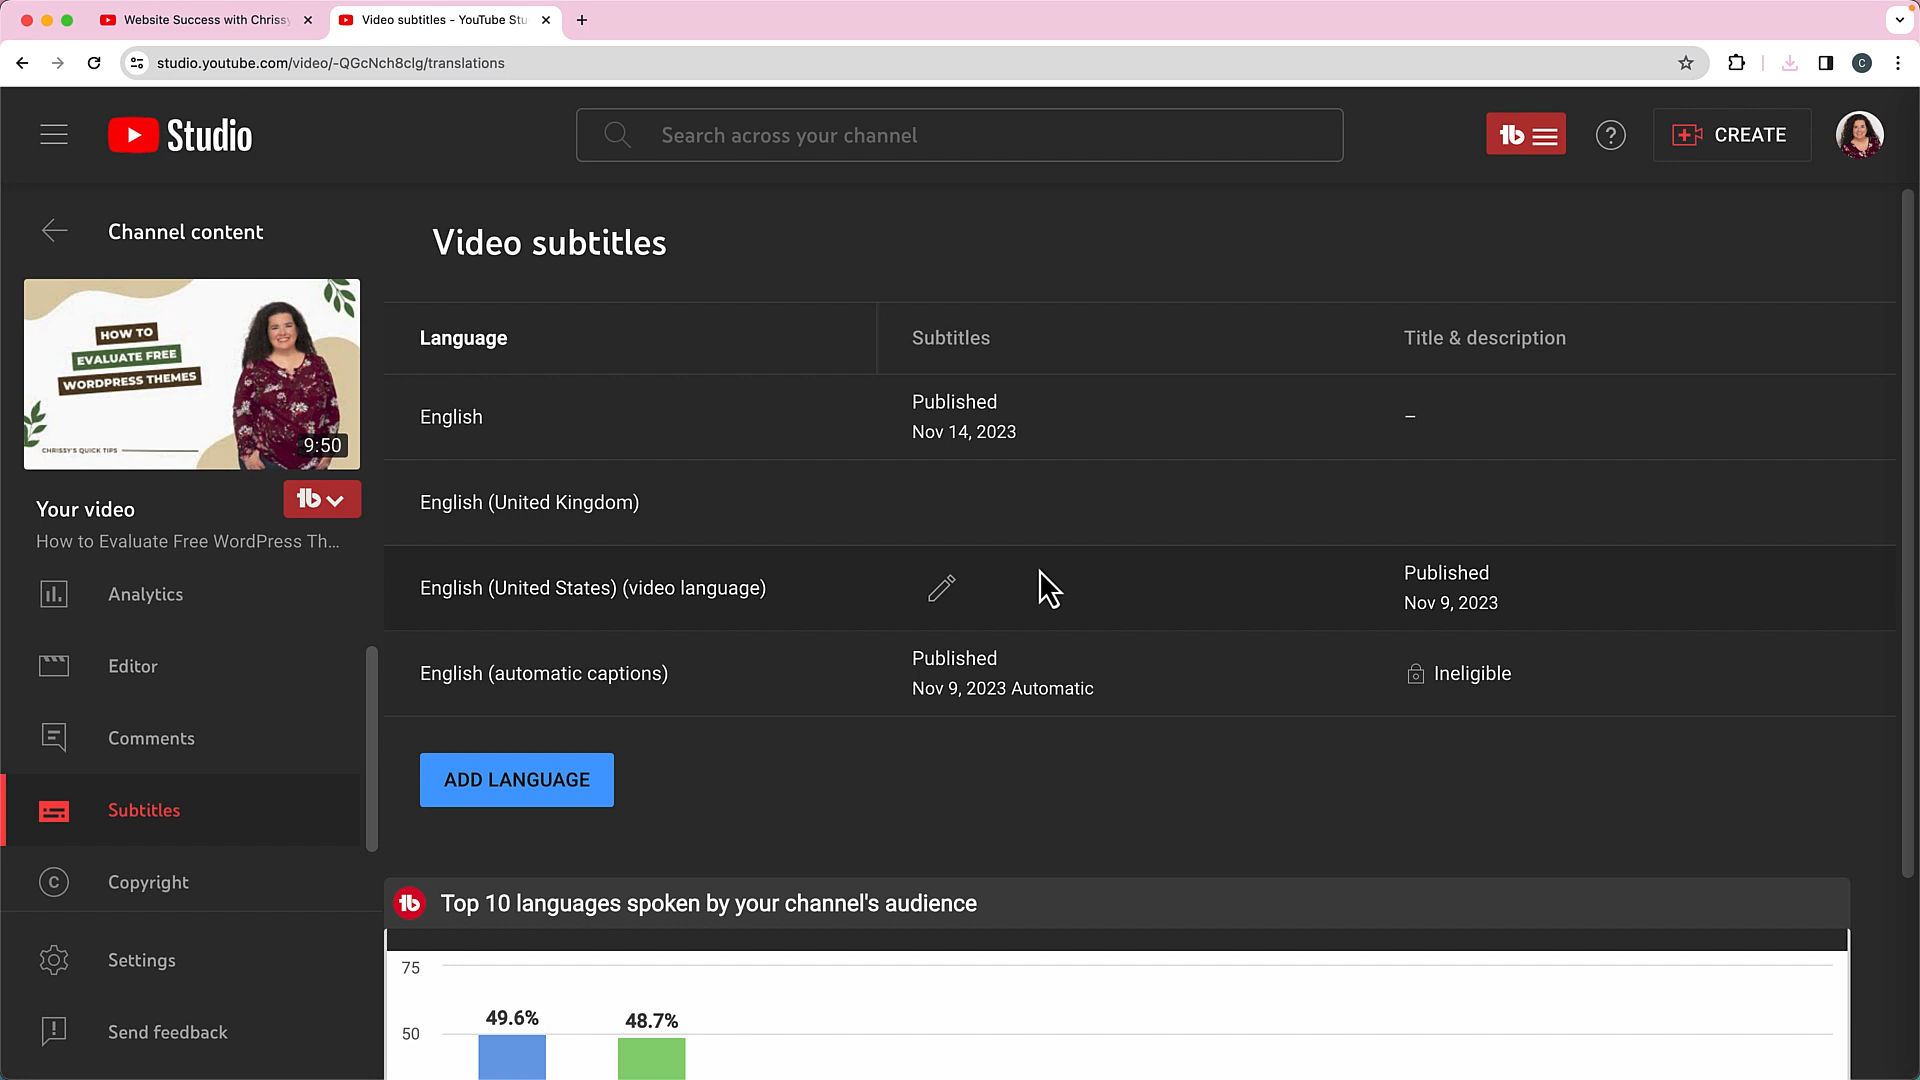 Website Success with Chrissy
Video subtitles - YouTube Stu
studio.youtube.com/video/-QGcNch8clg/translations
C
Studio
Search across your channel
tb
?
CREATE
Channel content
Video subtitles
HOW TO
EVALUATE FREE
WORDPRESS THEMES
CHRISSY'S QUICK TIPS
9:50
Your video
tb
How to Evaluate Free WordPress Th...
Analytics
Editor
Comments
Subtitles
Copyright
Settings
Send feedback
Language
Subtitles
Title & description
English
Published
Nov 14, 2023
–
English (United Kingdom)
English (United States) (video language)
Published
Nov 9, 2023
English (automatic captions)
Published
Nov 9, 2023 Automatic
Ineligible
ADD LANGUAGE
tb
Top 10 languages spoken by your channel's audience
75
49.6%
48.7%
50